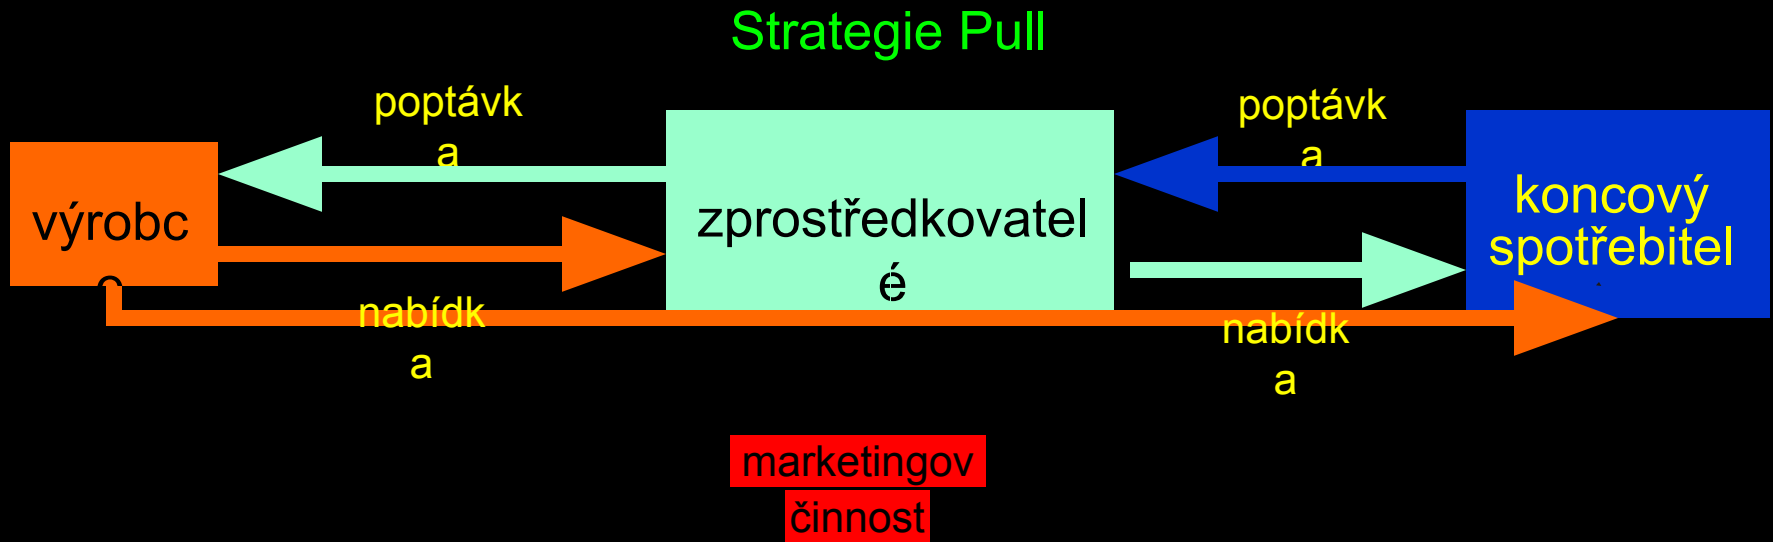 Strategie Pull
poptávk
a
poptávk
a
výrobc
zprostředkovatel
é
koncový
spotřebitel
nabídk
a
nabídk
a
marketingov
činnost